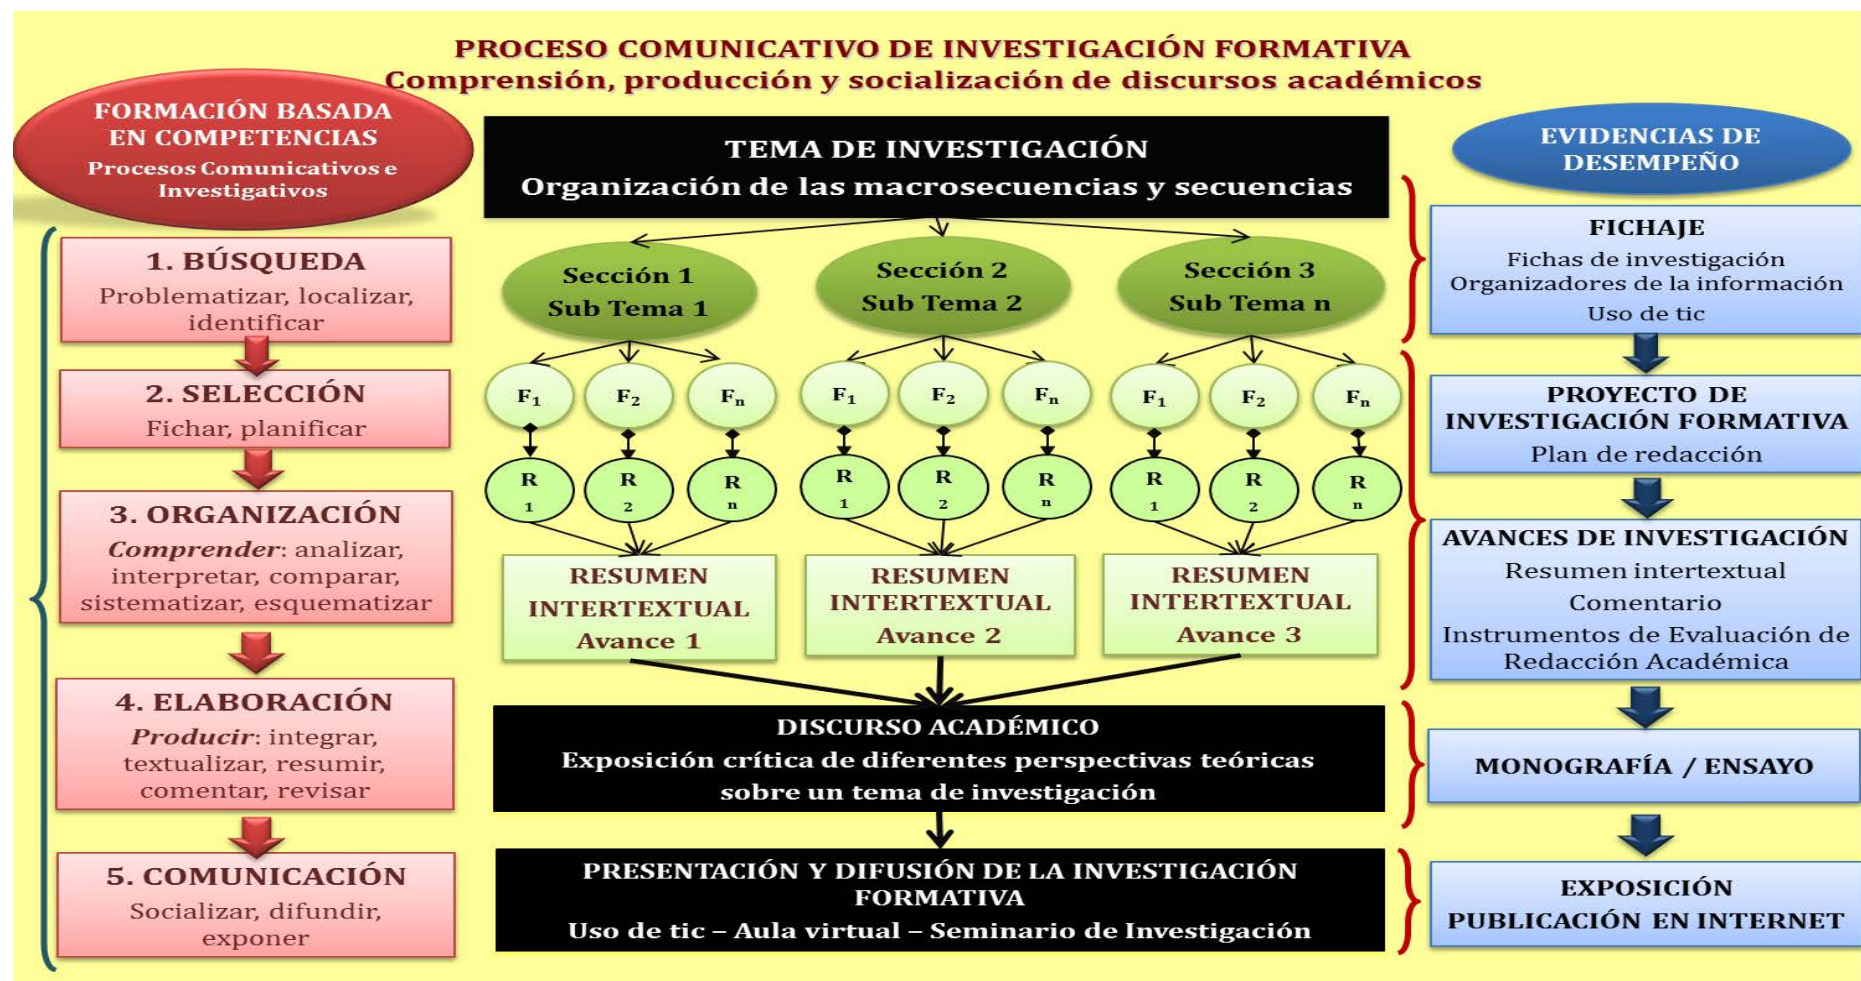 PROCESO COMUNICATIVO DE INVESTIGACIÓN FORMATIVA
Comprensión, producción y socialización de discursos académicos
FORMACIÓN BASADA
EN COMPETENCIAS
Procesos Comunicativos e
Investigativos
1. BÚSQUEDA
Problematizar, localizar,
identificar
2. SELECCIÓN
Fichar, planificar
3. ORGANIZACIÓN
Comprender: analizar,
interpretar, comparar,
sistematizar, esquematizar
4. ELABORACIÓN
Producir: integrar,
textualizar, resumir,
comentar, revisar
5. COMUNICACIÓN
Socializar, difundir,
exponer
TEMA DE INVESTIGACIÓN
Organización de las macrosecuencias y secuencias
Sección 1
Sub Tema 1
Sección 2
Sub Tema 2
Sección 3
Sub Tema n
F1 F2 Fn F1 F2 Fn F1 F2 Fn
R R R R R R R R R
1 2 n 1 2 n 1 2 n
RESUMEN
INTERTEXTUAL
Avance 1
RESUMEN
INTERTEXTUAL
Avance 2
RESUMEN
INTERTEXTUAL
Avance 3
DISCURSO ACADÉMICO
Exposición crítica de diferentes perspectivas teóricas
sobre un tema de investigación
PRESENTACIÓN Y DIFUSIÓN DE LA INVESTIGACIÓN
FORMATIVA
Uso de tic – Aula virtual – Seminario de Investigación
EVIDENCIAS DE
DESEMPEÑO
FICHAJE
Fichas de investigación
Organizadores de la información
Uso de tic
PROYECTO DE
INVESTIGACIÓN FORMATIVA
Plan de redacción
AVANCES DE INVESTIGACIÓN
Resumen intertextual
Comentario
Instrumentos de Evaluación de
Redacción Académica
MONOGRAFÍA / ENSAYO
EXPOSICIÓN
PUBLICACIÓN EN INTERNET